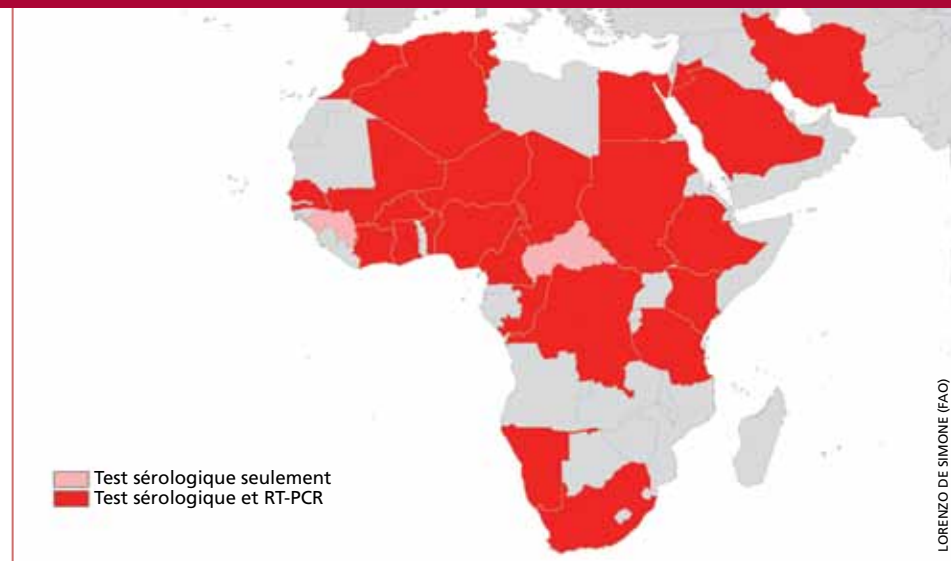 Test sérologique seulement
Test sérologique et RT-PCR
LORENZO DE SIMONE (FAO)